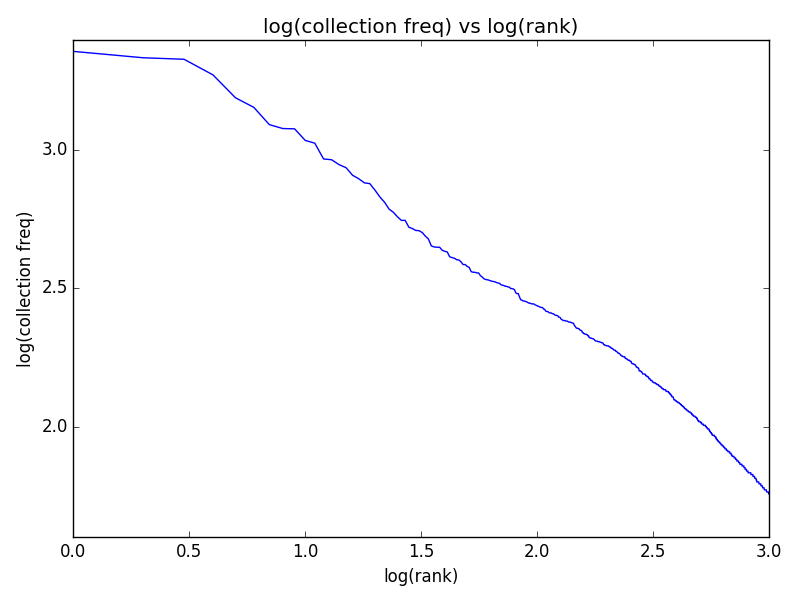 log(collection freq) vs log(rank)
3.0
2.5
2.0
log(collection freq)
0.0 0.5 1.0 1.5 2.0 2.5 3.0
log(rank)